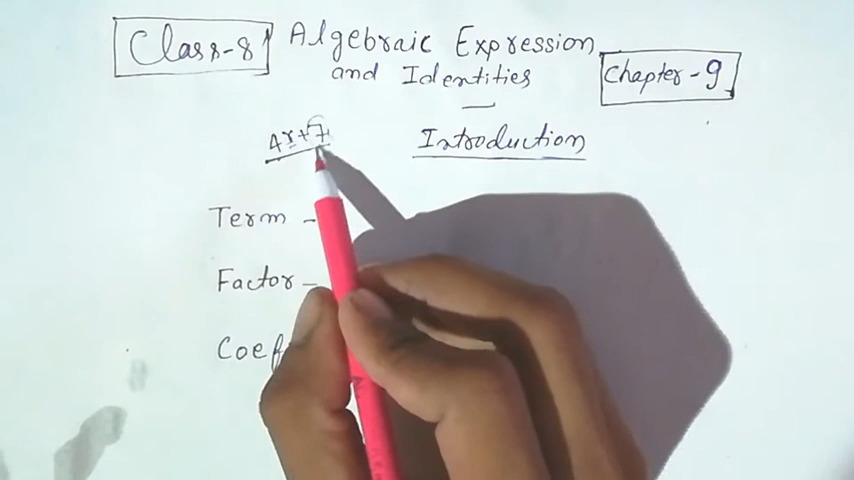 Class-8 Algebraic Expression
and Identities Chapter-9
4x+7 Introduction
Term -
Factor -
Coef